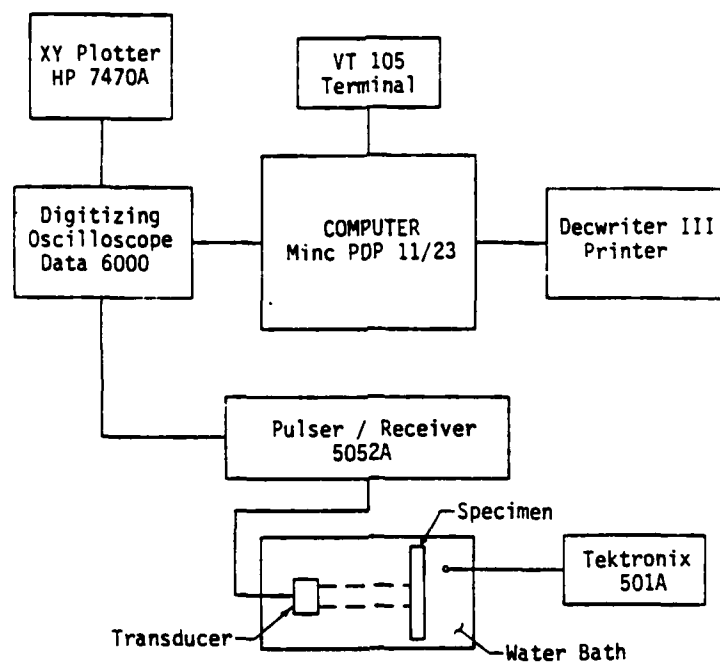 XY Plotter
HP 7470A
VT 105
Terminal
Digitizing
Oscilloscope
Data 6000
COMPUTER
Minc PDP 11/23
Decwriter III
Printer
Pulser / Receiver
5052A
Specimen
Tektronix
501A
Transducer
Water Bath